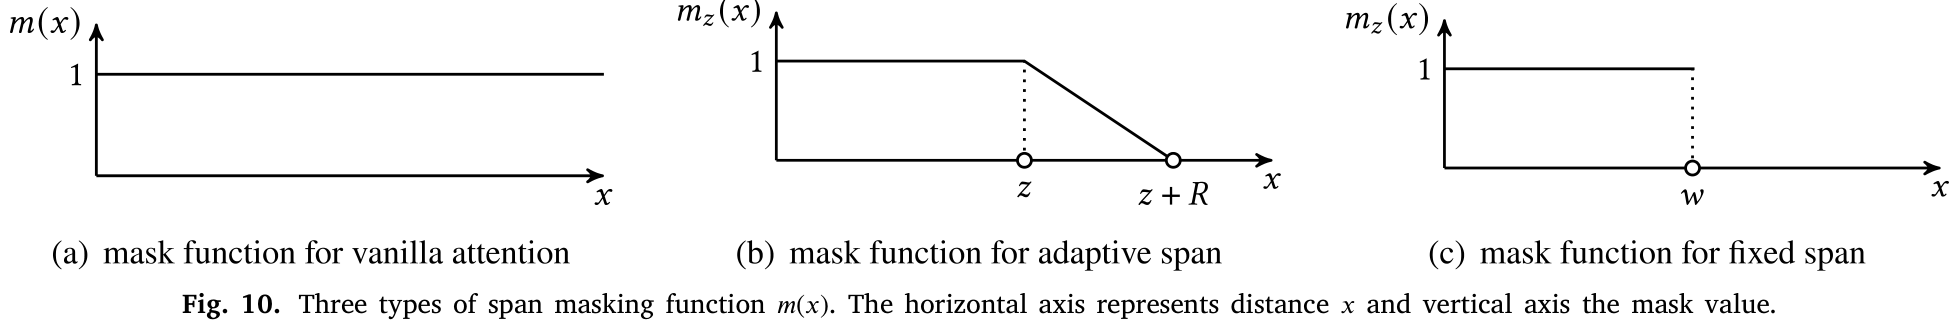 m(x)
1
x
(a) mask function for vanilla attention
m_z(x)
1
z
z + R
x
(b) mask function for adaptive span
m_z(x)
1
w
x
(c) mask function for fixed span
Fig. 10. Three types of span masking function m(x). The horizontal axis represents distance x and vertical axis the mask value.